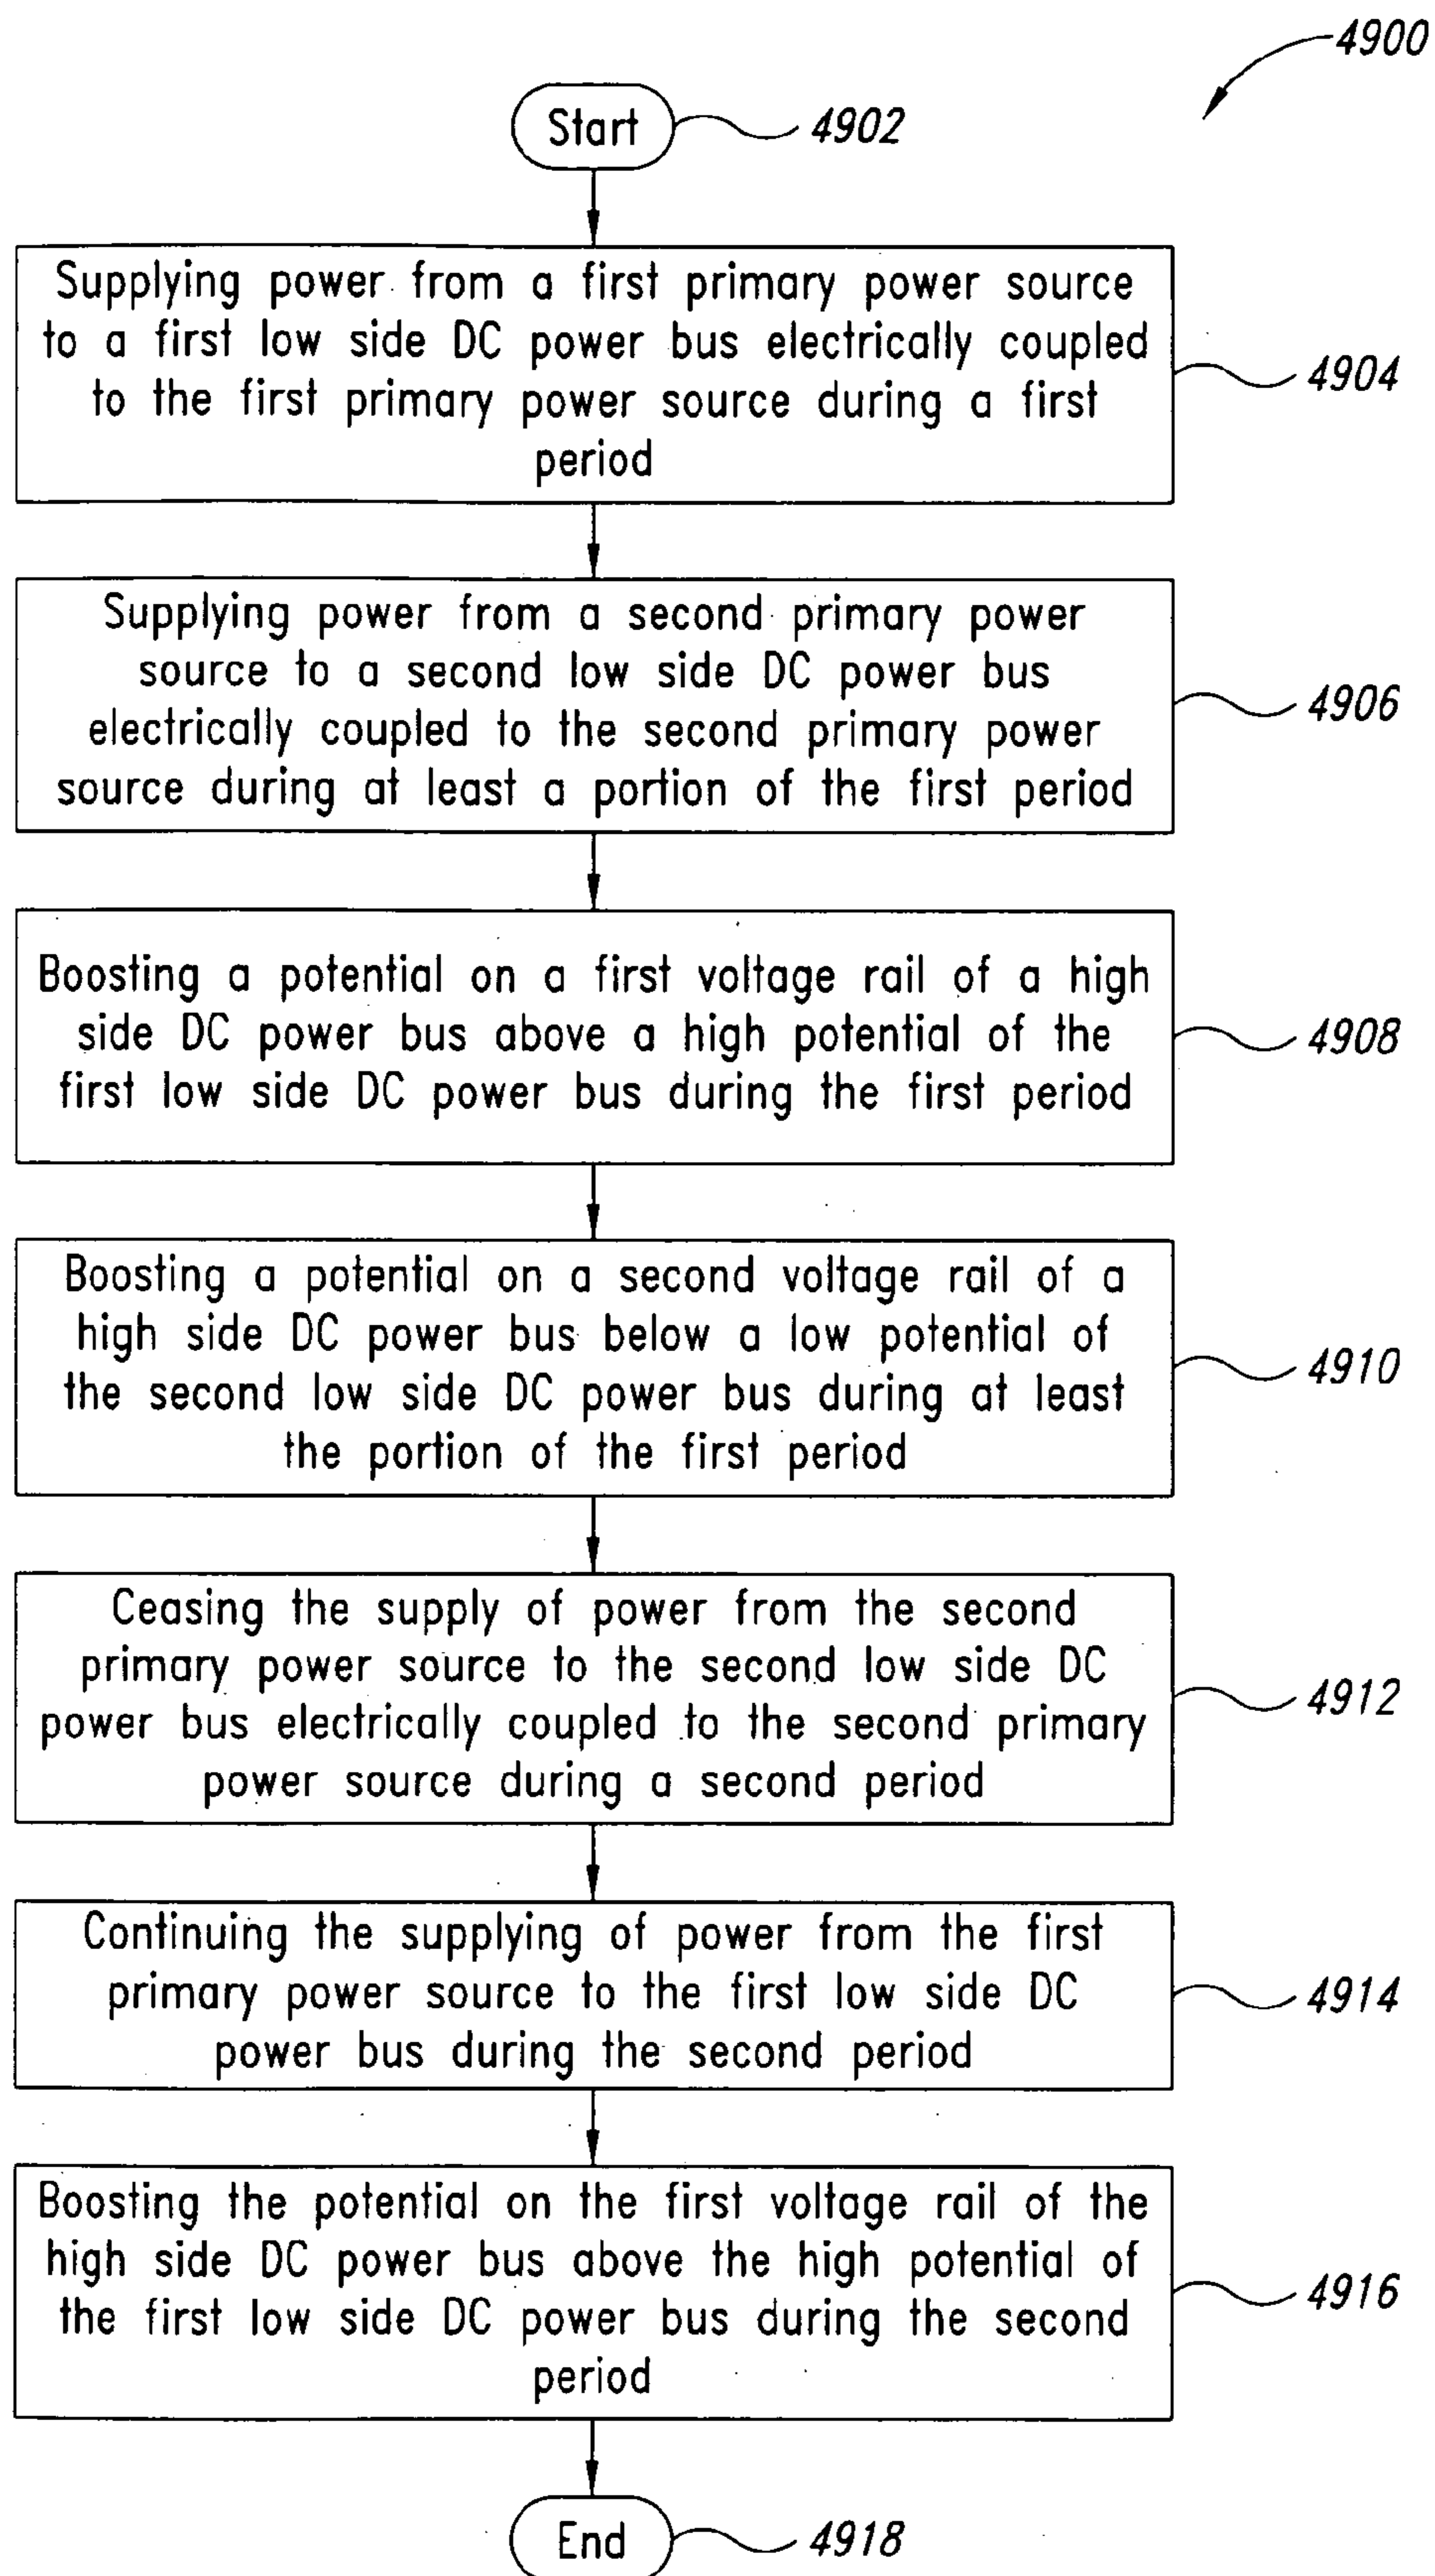 4900
Start
4902
Supplying power from a first primary power source
to a first low side DC power bus electrically coupled
to the first primary power source during a first
period
4904
Supplying power from a second primary power
source to a second low side DC power bus
electrically coupled to the second primary power
source during at least a portion of the first period
4906
Boosting a potential on a first voltage rail of a high
side DC power bus above a high potential of the
first low side DC power bus during the first period
4908
Boosting a potential on a second voltage rail of a
high side DC power bus below a low potential of
the second low side DC power bus during at least
the portion of the first period
4910
Ceasing the supply of power from the second
primary power source to the second low side DC
power bus electrically coupled to the second primary
power source during a second period
4912
Continuing the supplying of power from the first
primary power source to the first low side DC
power bus during the second period
4914
Boosting the potential on the first voltage rail of the
high side DC power bus above the high potential of
the first low side DC power bus during the second
period
4916
End
4918